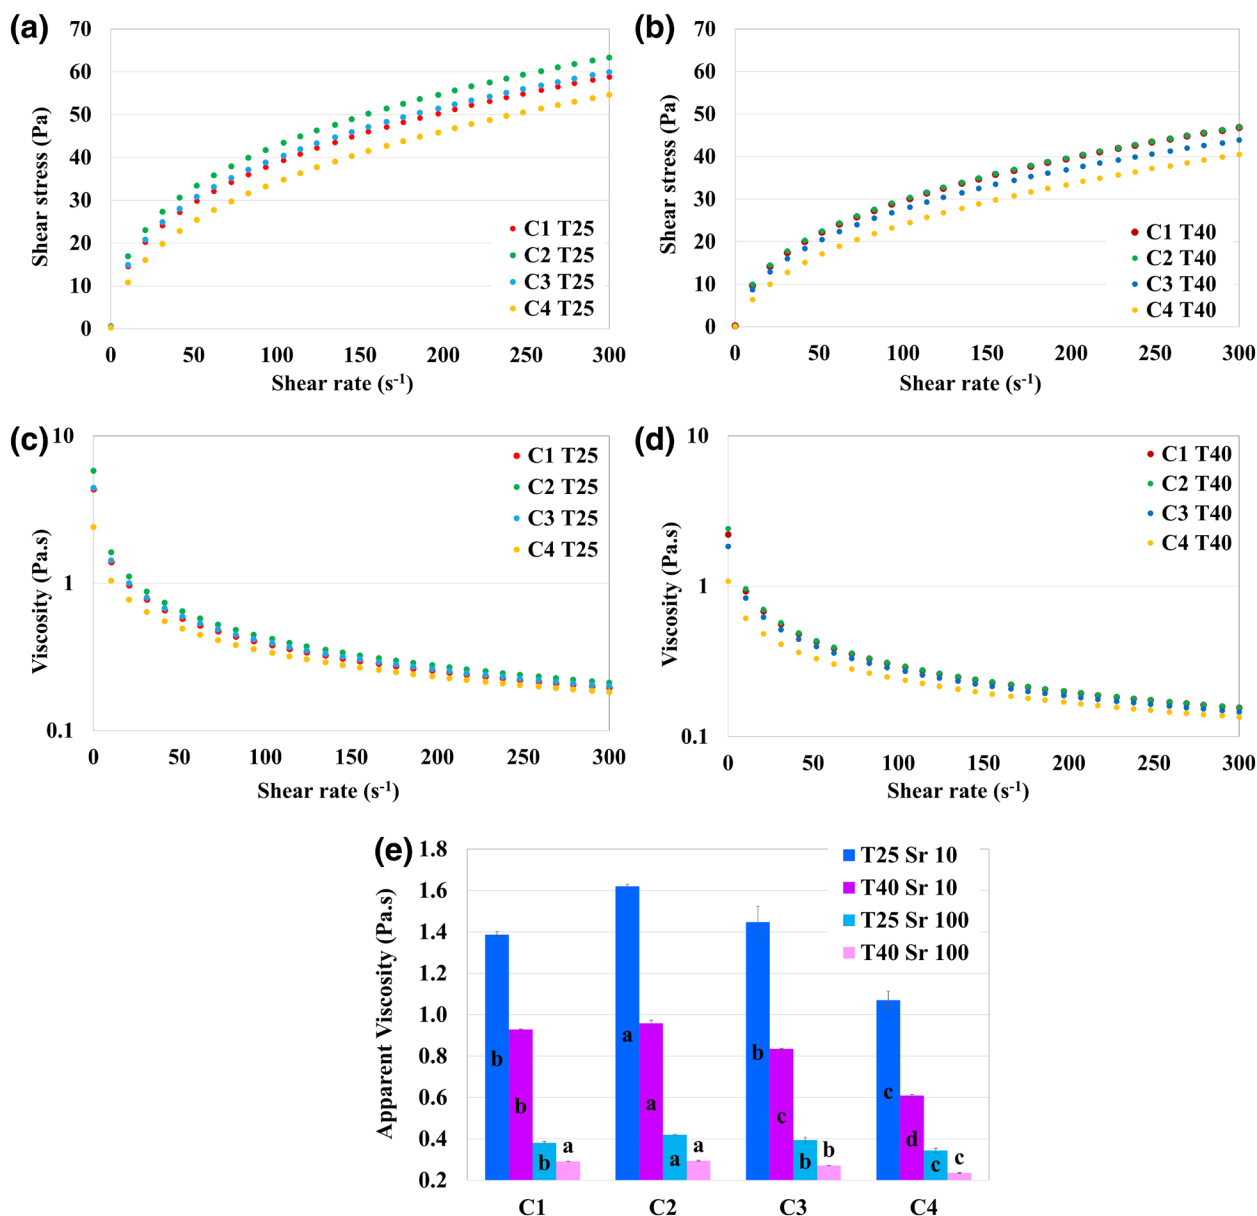 (a)
70
60
50
40
30
20
10
0
Shear stress (Pa)
C1 T25
C2 T25
C3 T25
C4 T25
0 50 100 150 200 250 300
Shear rate (s-1)
(b)
70
60
50
40
30
20
10
0
Shear stress (Pa)
C1 T40
C2 T40
C3 T40
C4 T40
0 50 100 150 200 250 300
Shear rate (s-1)
(c)
10
1
0.1
Viscosity (Pa.s)
C1 T25
C2 T25
C3 T25
C4 T25
0 50 100 150 200 250 300
Shear rate (s-1)
(d)
10
1
0.1
Viscosity (Pa.s)
C1 T40
C2 T40
C3 T40
C4 T40
0 50 100 150 200 250 300
Shear rate (s-1)
(e)
1.8
1.6
1.4
1.2
1.0
0.8
0.6
0.4
0.2
Apparent Viscosity (Pa.s)
T25 Sr 10
T40 Sr 10
T25 Sr 100
T40 Sr 100
b b b a
a a a a
b c b b
c d c c
C1 C2 C3 C4